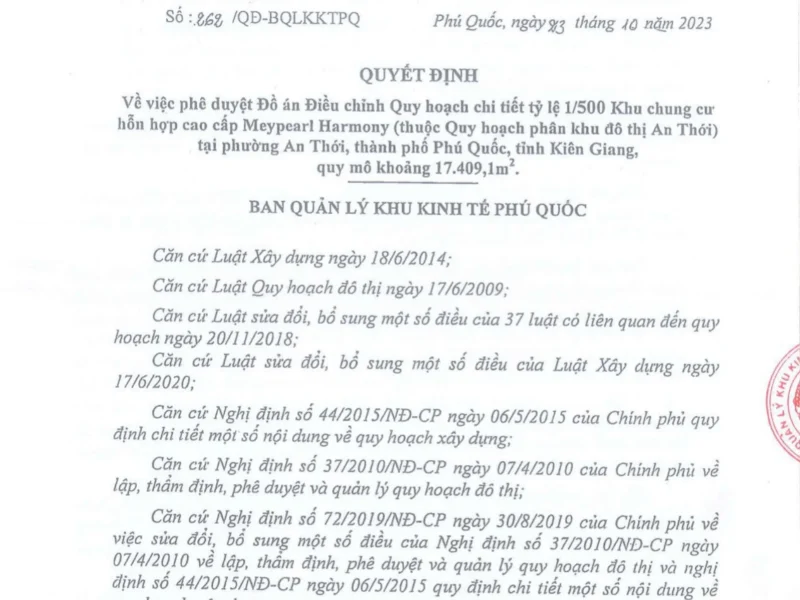 Số : 262 /QĐ-BQLKKTPQ
Phú Quốc, ngày 23 tháng 10 năm 2023
QUYẾT ĐỊNH
Về việc phê duyệt Đồ án Điều chỉnh Quy hoạch chi tiết tỷ lệ 1/500 Khu chung cư
hỗn hợp cao cấp Meypearl Harmony (thuộc Quy hoạch phân khu đô thị An Thới)
tại phường An Thới, thành phố Phú Quốc, tỉnh Kiên Giang,
quy mô khoảng 17.409,1m².
BAN QUẢN LÝ KHU KINH TẾ PHÚ QUỐC
Căn cứ Luật Xây dựng ngày 18/6/2014;
Căn cứ Luật Quy hoạch đô thị ngày 17/6/2009;
Căn cứ Luật sửa đổi, bổ sung một số điều của 37 luật có liên quan đến quy
hoạch ngày 20/11/2018;
Căn cứ Luật sửa đổi, bổ sung một số điều của Luật Xây dựng ngày
17/6/2020;
Căn cứ Nghị định số 44/2015/NĐ-CP ngày 06/5/2015 của Chính phủ quy
định chi tiết một số nội dung về quy hoạch xây dựng;
Căn cứ Nghị định số 37/2010/NĐ-CP ngày 07/4/2010 của Chính phủ về
lập, thẩm định, phê duyệt và quản lý quy hoạch đô thị;
Căn cứ Nghị định số 72/2019/NĐ-CP ngày 30/8/2019 của Chính phủ về
việc sửa đổi, bổ sung một số điều của Nghị định số 37/2010/NĐ-CP ngày
07/4/2010 về lập, thẩm định, phê duyệt và quản lý quy hoạch đô thị và nghị
định số 44/2015/NĐ-CP ngày 06/5/2015 quy định chi tiết một số nội dung về
QUẢN LÝ KHU KIN